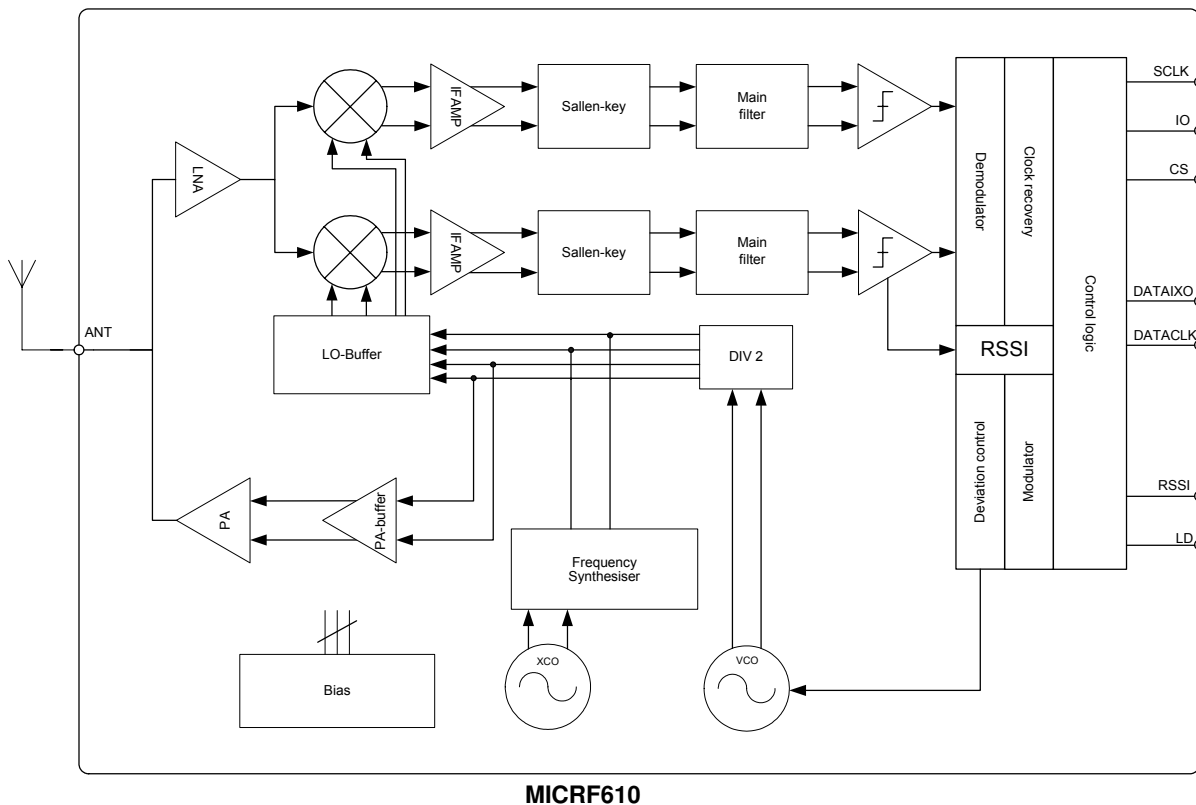 SCLK
IO
CS
DATAIXO
DATACLK
RSSI
LD
ANT
LNA
IFAMP
Sallen-key
Main
filter
IFAMP
Sallen-key
Main
filter
Demodulator
Clock recovery
Control logic
RSSI
Deviation control
Modulator
LO-Buffer
DIV 2
PA
PA-buffer
Frequency
Synthesiser
Bias
XCO
VCO
MICRF610